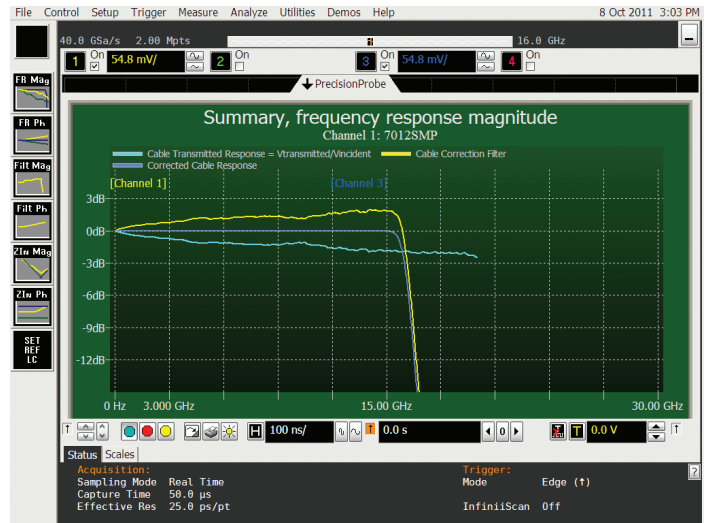 File Control Setup Trigger Measure Analyze Utilities Demos Help 8 Oct 2011 3:03 PM
40.0 GSa/s 2.00 Mpts 16.0 GHz
1 On 54.8 mV/ 2 On 3 On 54.8 mV/ 4 On
PrecisionProbe
FR Mag
FR Ph
Filt Mag
Filt Ph
ZIN Mag
ZIN Ph
SET
REF
LC
Summary, frequency response magnitude
Channel 1: 7012SMP
Cable Transmitted Response = Vtransmitted/Vincident Cable Correction Filter
Corrected Cable Response
[Channel 1] [Channel 3]
3dB
0dB
-3dB
-6dB
-9dB
-12dB
0 Hz 3.000 GHz 15.00 GHz 30.00 GHz
H 100 ns/ 0.0 s 0 T 0.0 V
Status Scales
Acquisition: Trigger:
Sampling Mode Real Time Mode Edge (↑)
Capture Time 50.0 µs
Effective Res 25.0 ps/pt InfiniiScan Off
?